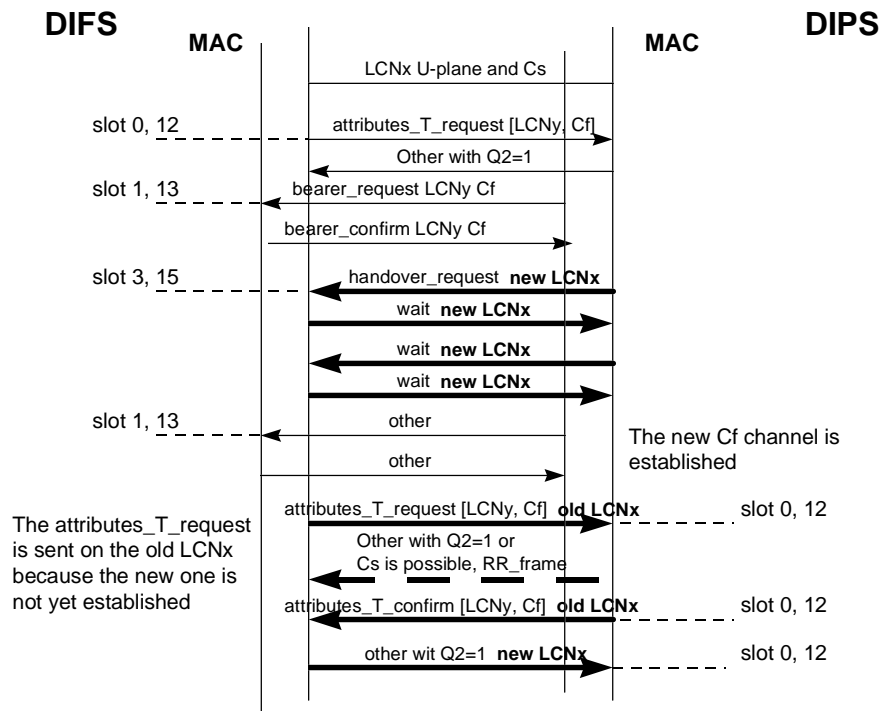 DIFS
DIPS
MAC
MAC
LCNx U-plane and Cs
slot 0, 12
attributes_T_request [LCNy, Cf]
Other with Q2=1
slot 1, 13
bearer_request LCNy Cf
bearer_confirm LCNy Cf
slot 3, 15
handover_request new LCNx
wait new LCNx
wait new LCNx
wait new LCNx
slot 1, 13
other
The new Cf channel is
established
other
attributes_T_request [LCNy, Cf] old LCNx
slot 0, 12
The attributes_T_request
is sent on the old LCNx
because the new one is
not yet established
Other with Q2=1 or
Cs is possible, RR_frame
attributes_T_confirm [LCNy, Cf] old LCNx
slot 0, 12
other wit Q2=1 new LCNx
slot 0, 12